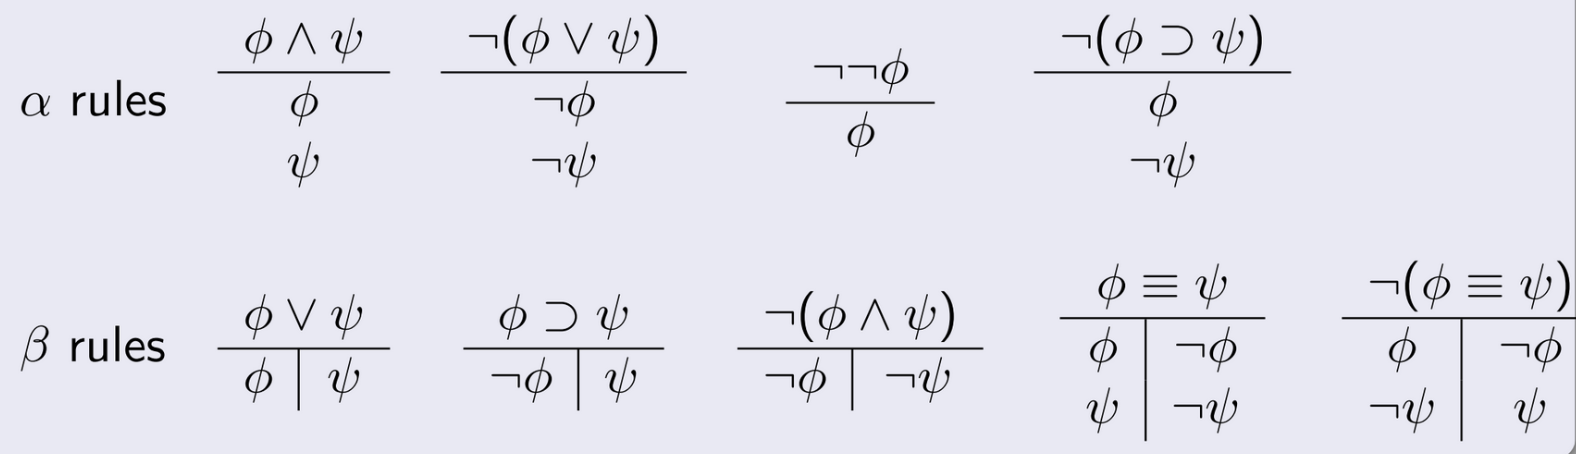 α rules
ϕ ∧ ψ
ϕ
ψ
¬(ϕ ∨ ψ)
¬ϕ
¬ψ
¬¬ϕ
ϕ
¬(ϕ ⊃ ψ)
ϕ
¬ψ
β rules
ϕ ∨ ψ
ϕ | ψ
ϕ ⊃ ψ
¬ϕ | ψ
¬(ϕ ∧ ψ)
¬ϕ | ¬ψ
ϕ ≡ ψ
ϕ | ¬ϕ
ψ | ¬ψ
¬(ϕ ≡ ψ)
ϕ | ¬ϕ
¬ψ | ψ